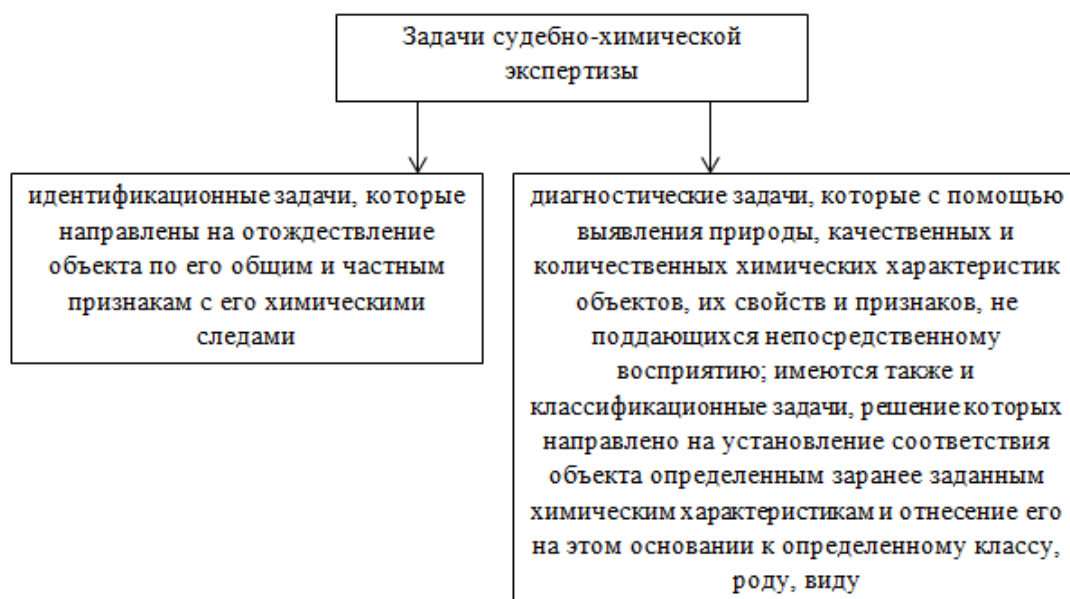 Задачи судебно-химической
экспертизы
идентификационные задачи, которые
направлены на отождествление
объекта по его общим и частным
признакам с его химическими
следами
диагностические задачи, которые с помощью
выявления природы, качественных и
количественных химических характеристик
объектов, их свойств и признаков, не
поддающихся непосредственному
восприятию; имеются также и
классификационные задачи, решение которых
направлено на установление соответствия
объекта определенным заранее заданным
химическим характеристикам и отнесение его
на этом основании к определенному классу,
роду, виду